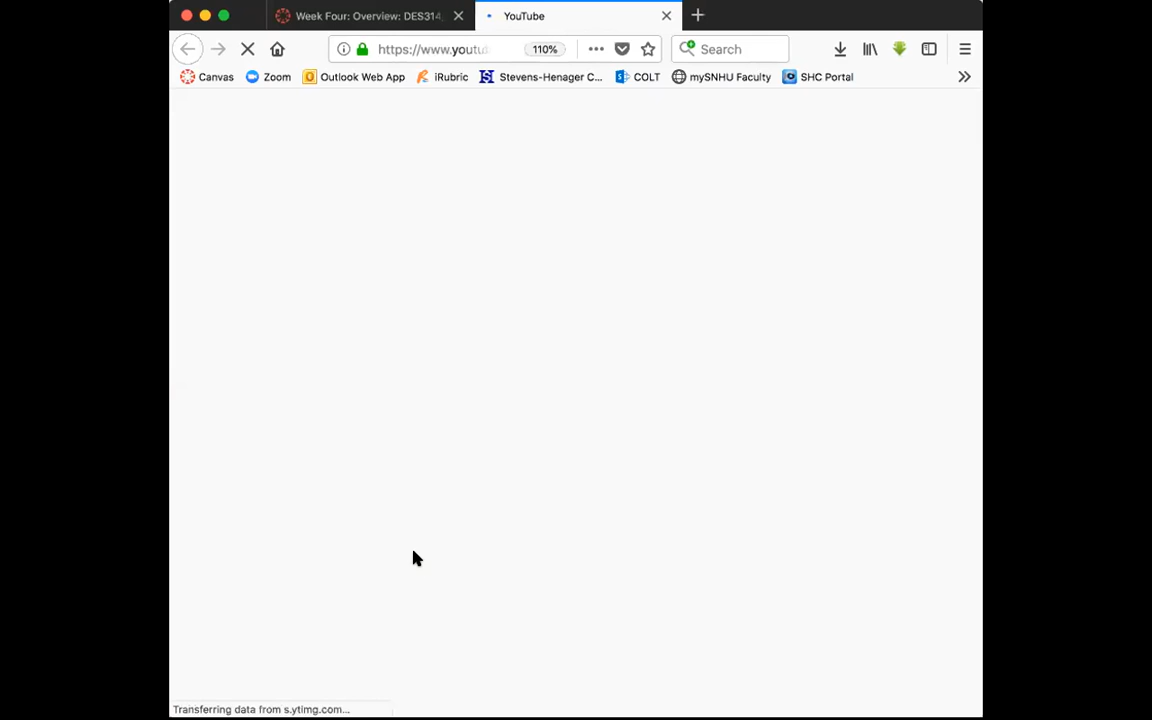 Week Four: Overview: DES314
YouTube
https://www.youtu
110%
Search
Canvas
Zoom
Outlook Web App
iRubric
Stevens-Henager C...
COLT
mySNHU Faculty
SHC Portal
Transferring data from s.ytimg.com...